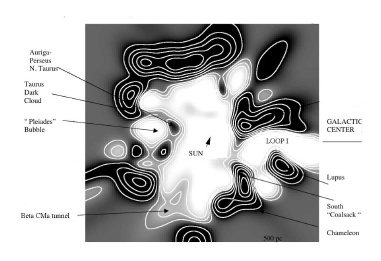 Auriga-
Perseus
N. Taurus
Taurus
Dark
Cloud
" Pleiades"
Bubble
Beta CMa tunnel
SUN
LOOP I
GALACTIC
CENTER
Lupus
South
"Coalsack "
Chameleon
500 pc